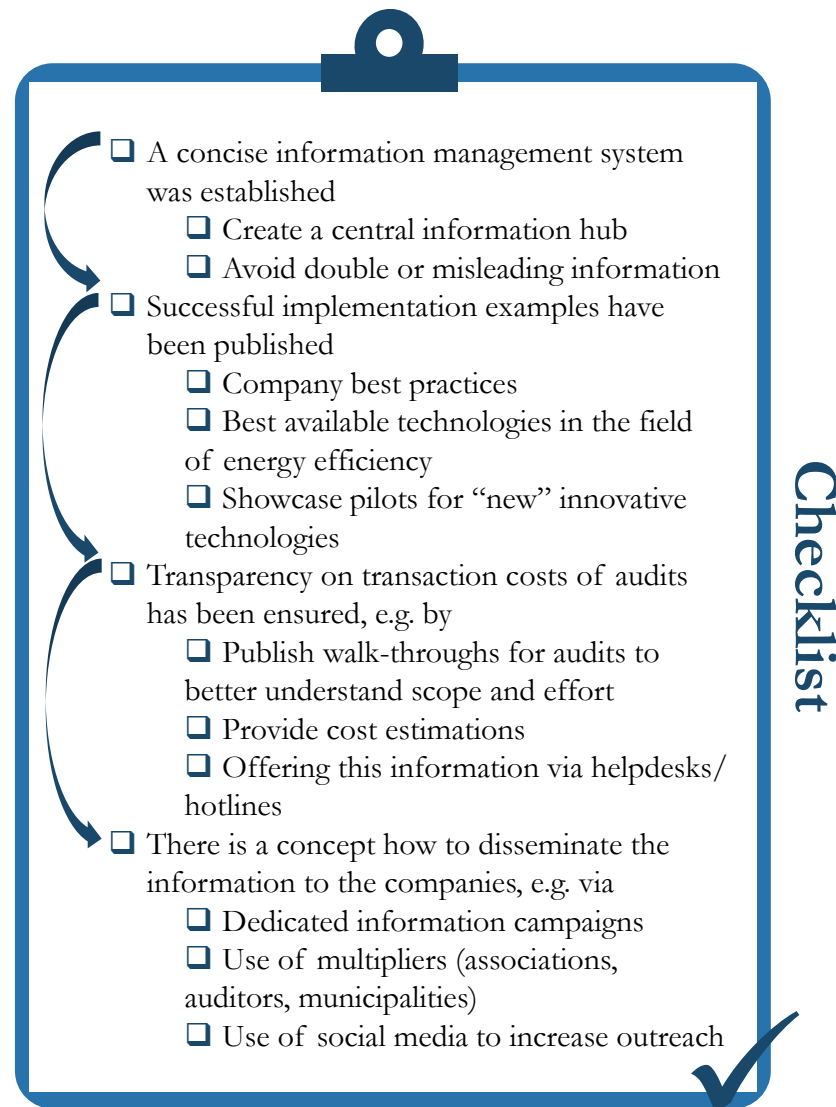 ❑ A concise information management system
was established
❑ Create a central information hub
❑ Avoid double or misleading information
❑ Successful implementation examples have
been published
❑ Company best practices
❑ Best available technologies in the field
of energy efficiency
❑ Showcase pilots for “new” innovative
technologies
❑ Transparency on transaction costs of audits
has been ensured, e.g. by
❑ Publish walk-throughs for audits to
better understand scope and effort
❑ Provide cost estimations
❑ Offering this information via helpdesks/
hotlines
❑ There is a concept how to disseminate the
information to the companies, e.g. via
❑ Dedicated information campaigns
❑ Use of multipliers (associations,
auditors, municipalities)
❑ Use of social media to increase outreach
Checklist